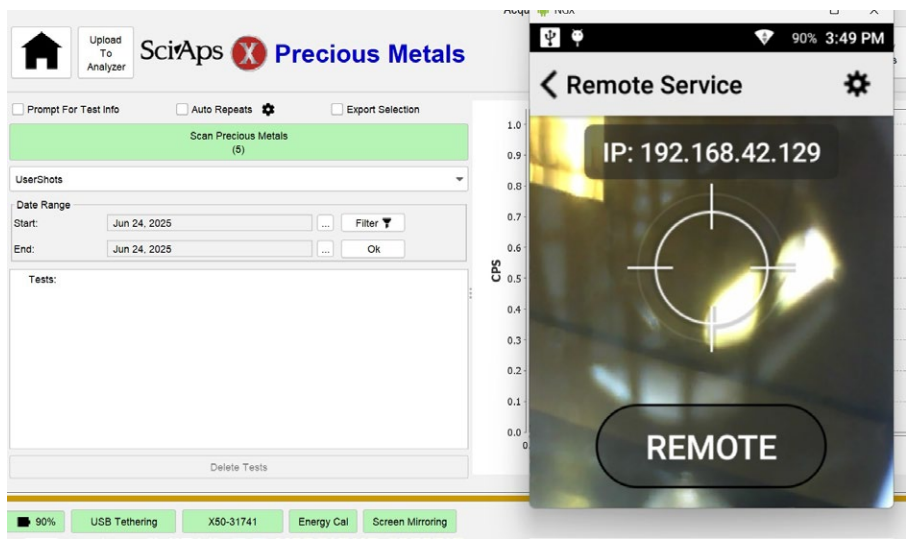 Upload
To
Analyzer
SciAps X Precious Metals
Prompt For Test Info
Auto Repeats
Export Selection
Scan Precious Metals
(5)
UserShots
Date Range
Start:
Jun 24, 2025
...
Filter
End:
Jun 24, 2025
...
Ok
Tests:
Delete Tests
90%
USB Tethering
X50-31741
Energy Cal
Screen Mirroring
CPS
1.0
0.9
0.8
0.7
0.6
0.5
0.4
0.3
0.2
0.1
0.0
90% 3:49 PM
Remote Service
IP: 192.168.42.129
REMOTE